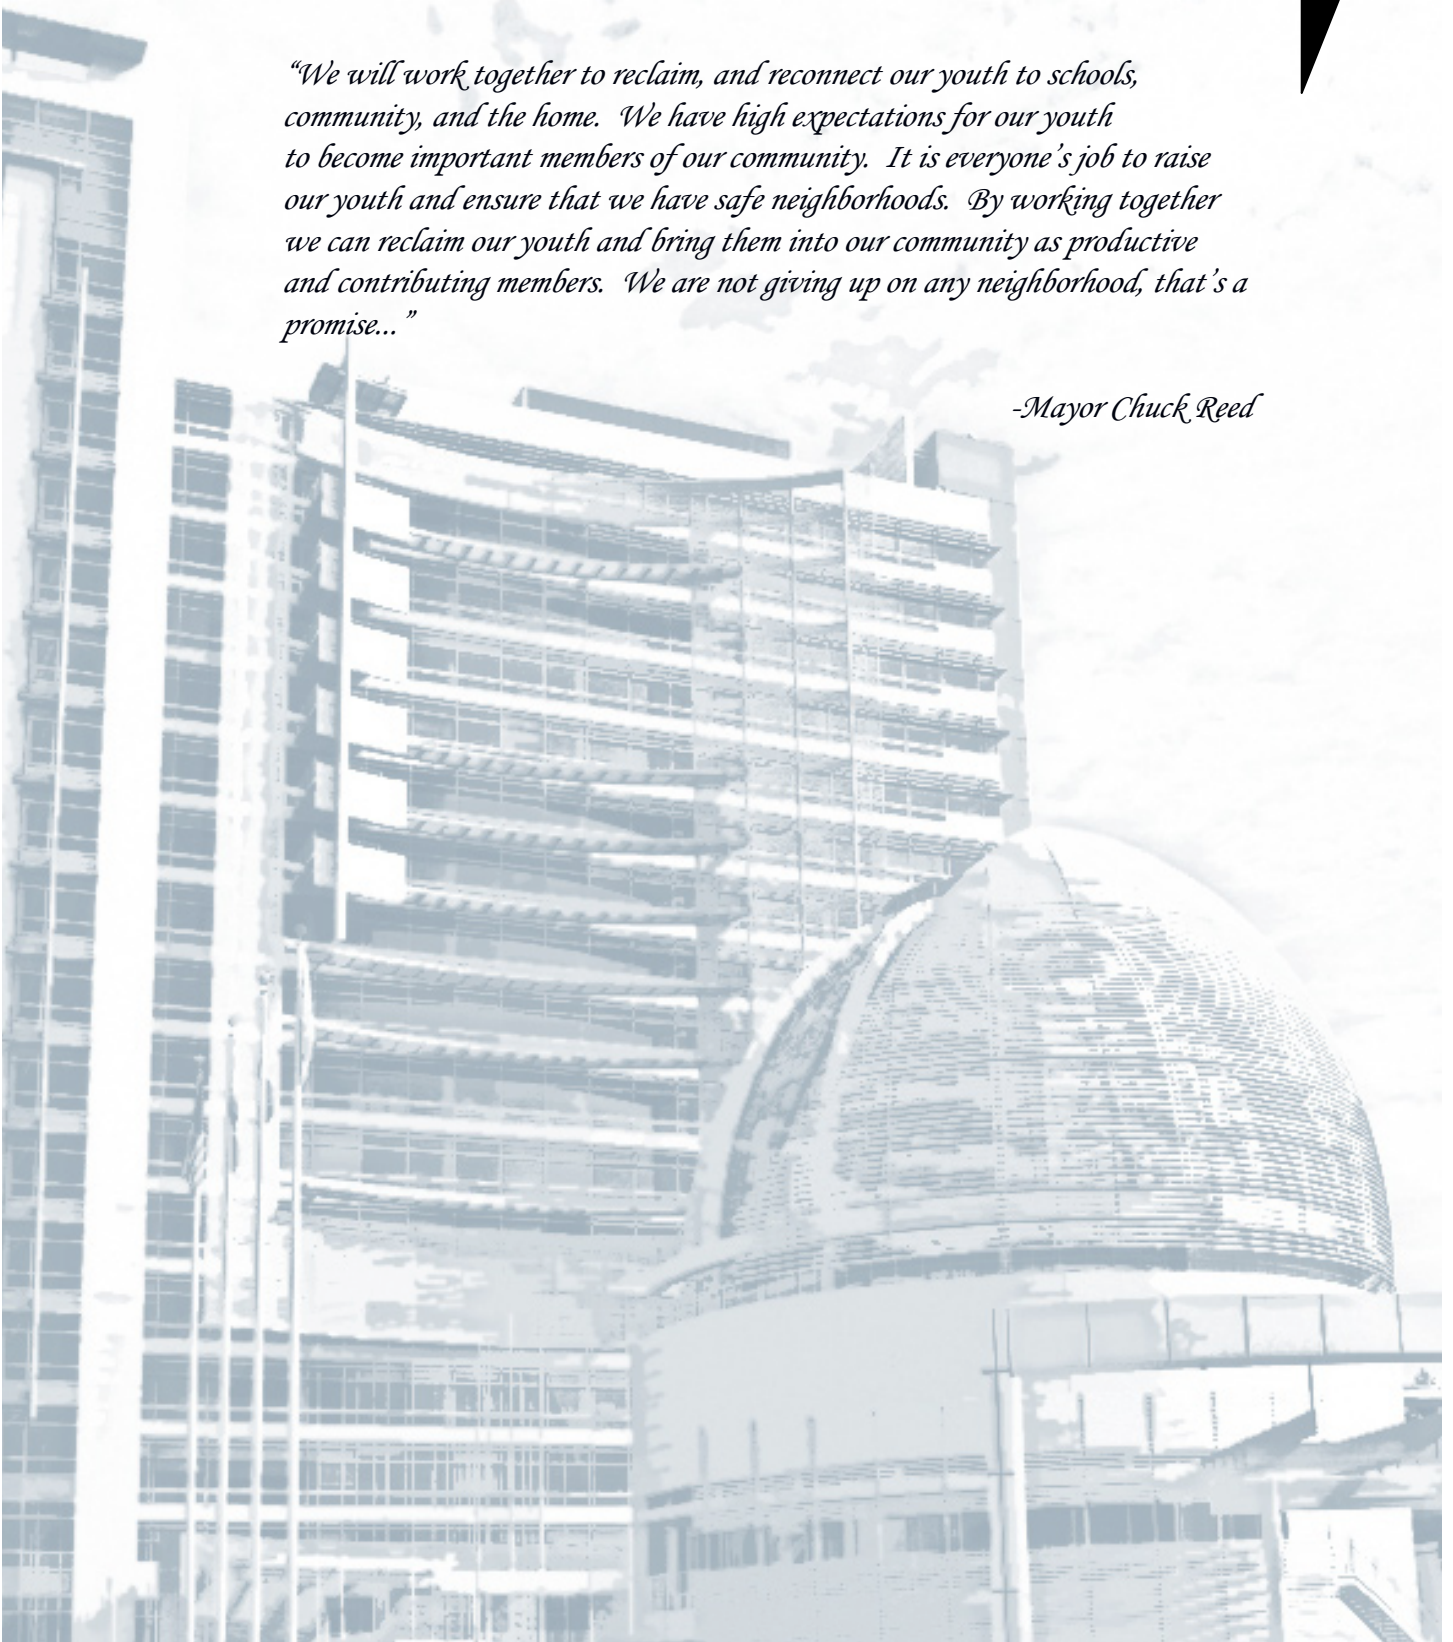 “We will work together to reclaim, and reconnect our youth to schools,
community, and the home.  We have high expectations for our youth
to become important members of our community.  It is everyone’s job to raise
our youth and ensure that we have safe neighborhoods.  By working together
we can reclaim our youth and bring them into our community as productive
and contributing members.  We are not giving up on any neighborhood, that’s a
promise...”
-Mayor Chuck Reed